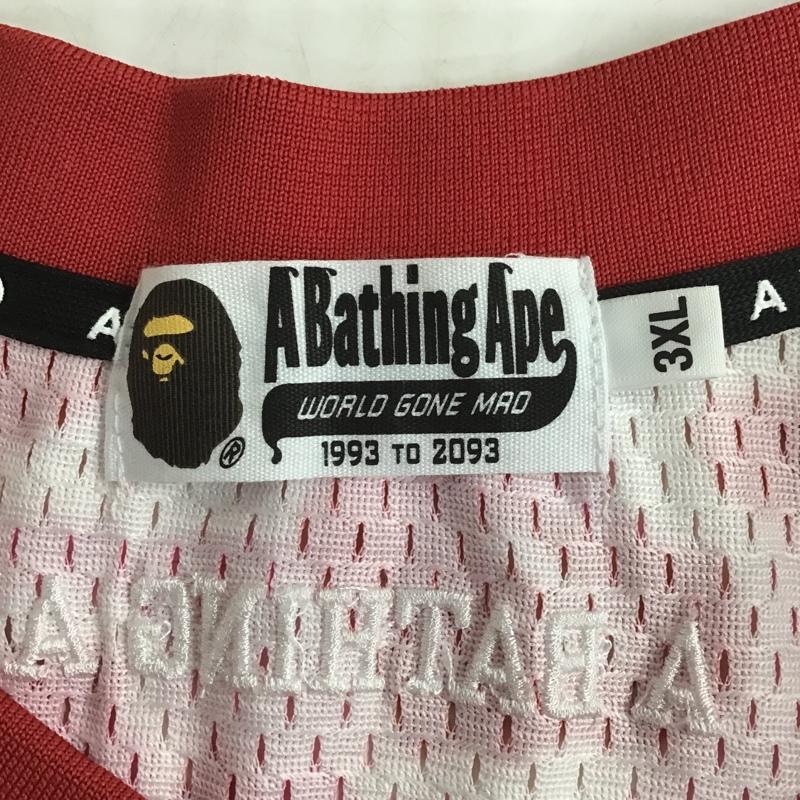 A Bathing Ape
WORLD GONE MAD
1993 TO 2093
®
3XL
A
A
A BATHING A